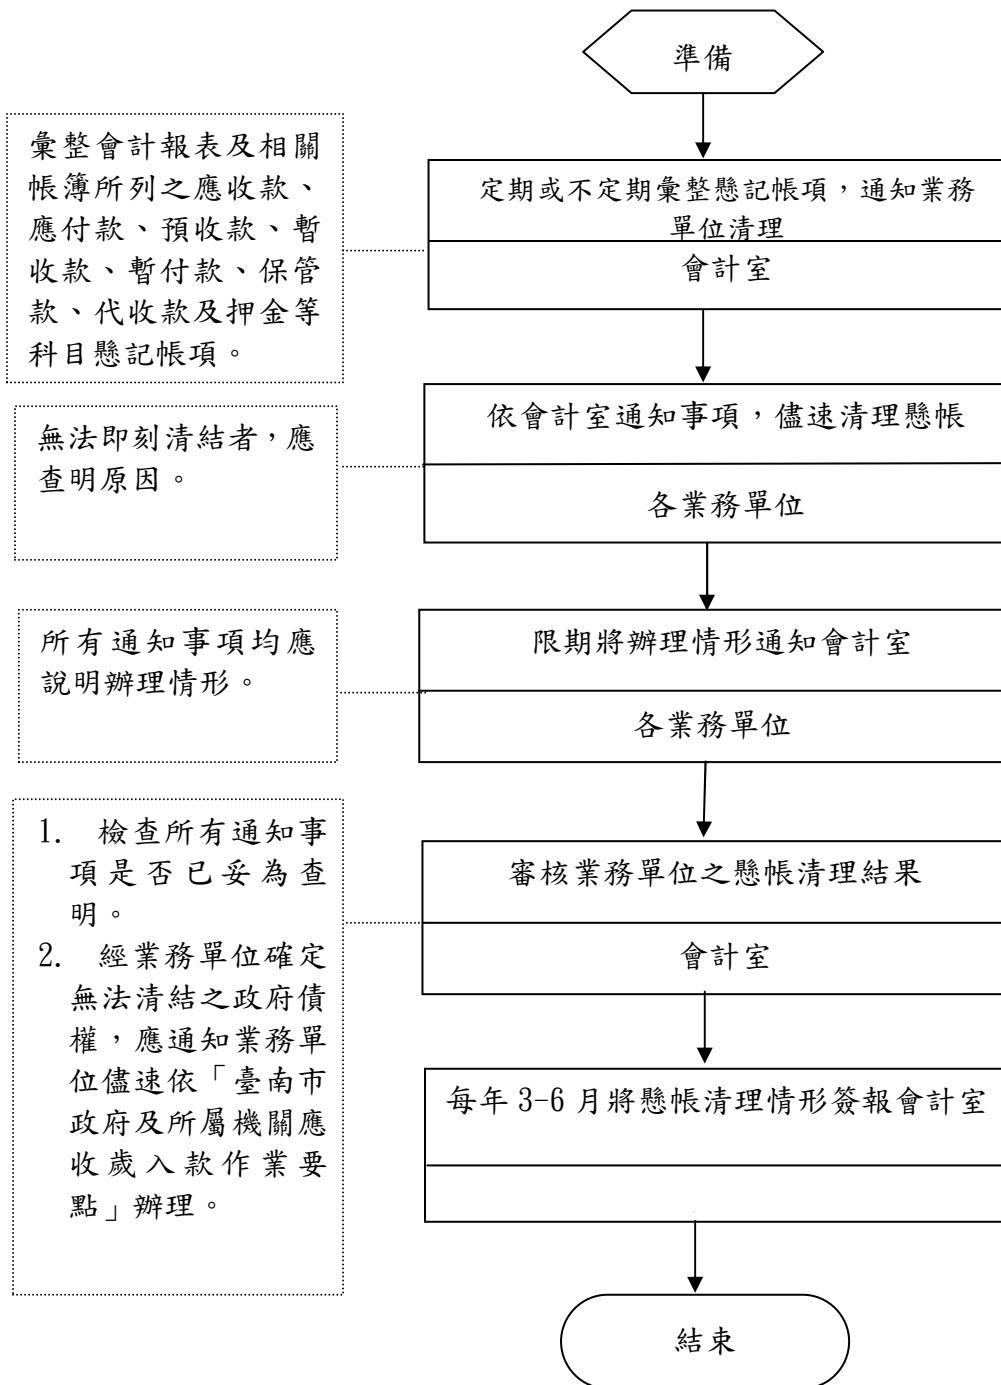 準備
彙整會計報表及相關
帳簿所列之應收款、
應付款、預收款、暫
收款、暫付款、保管
款、代收款及押金等
科目懸記帳項。
定期或不定期彙整懸記帳項，通知業務
單位清理
會計室
無法即刻清結者，應
查明原因。
依會計室通知事項，儘速清理懸帳
各業務單位
所有通知事項均應
說明辦理情形。
限期將辦理情形通知會計室
各業務單位
1. 檢查所有通知事
項是否已妥為查
明。
2. 經業務單位確定
無法清結之政府債
權，應通知業務單
位儘速依「臺南市
政府及所屬機關應
收歲入款作業要
點」辦理。
審核業務單位之懸帳清理結果
會計室
每年 3-6 月將懸帳清理情形簽報會計室
結束